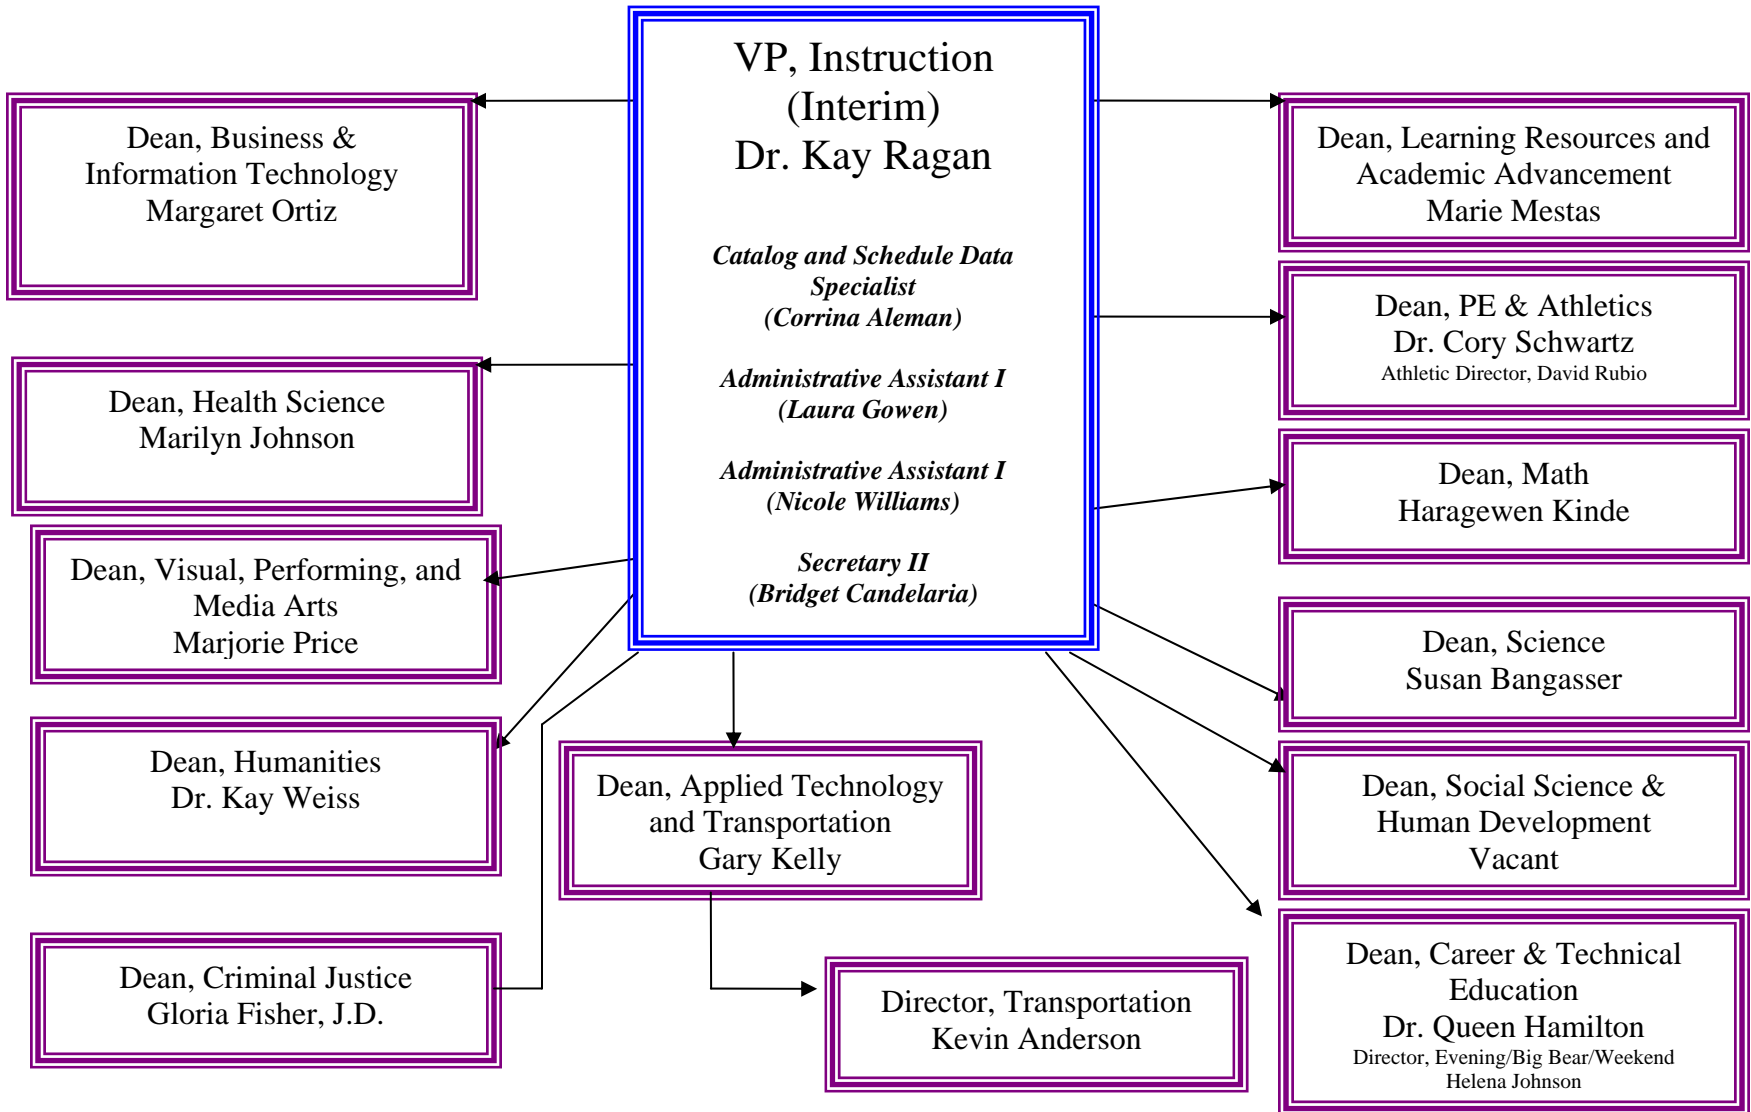 VP, Instruction
(Interim)
Dr. Kay Ragan
Catalog and Schedule Data
Specialist
(Corrina Aleman)
Administrative Assistant I
(Laura Gowen)
Administrative Assistant I
(Nicole Williams)
Secretary II
(Bridget Candelaria)
Dean, Business &
Information Technology
Margaret Ortiz
Dean, Health Science
Marilyn Johnson
Dean, Visual, Performing, and
Media Arts
Marjorie Price
Dean, Humanities
Dr. Kay Weiss
Dean, Criminal Justice
Gloria Fisher, J.D.
Dean, Applied Technology
and Transportation
Gary Kelly
Director, Transportation
Kevin Anderson
Dean, Learning Resources and
Academic Advancement
Marie Mestas
Dean, PE & Athletics
Dr. Cory Schwartz
Athletic Director, David Rubio
Dean, Math
Haragewen Kinde
Dean, Science
Susan Bangasser
Dean, Social Science &
Human Development
Vacant
Dean, Career & Technical
Education
Dr. Queen Hamilton
Director, Evening/Big Bear/Weekend
Helena Johnson